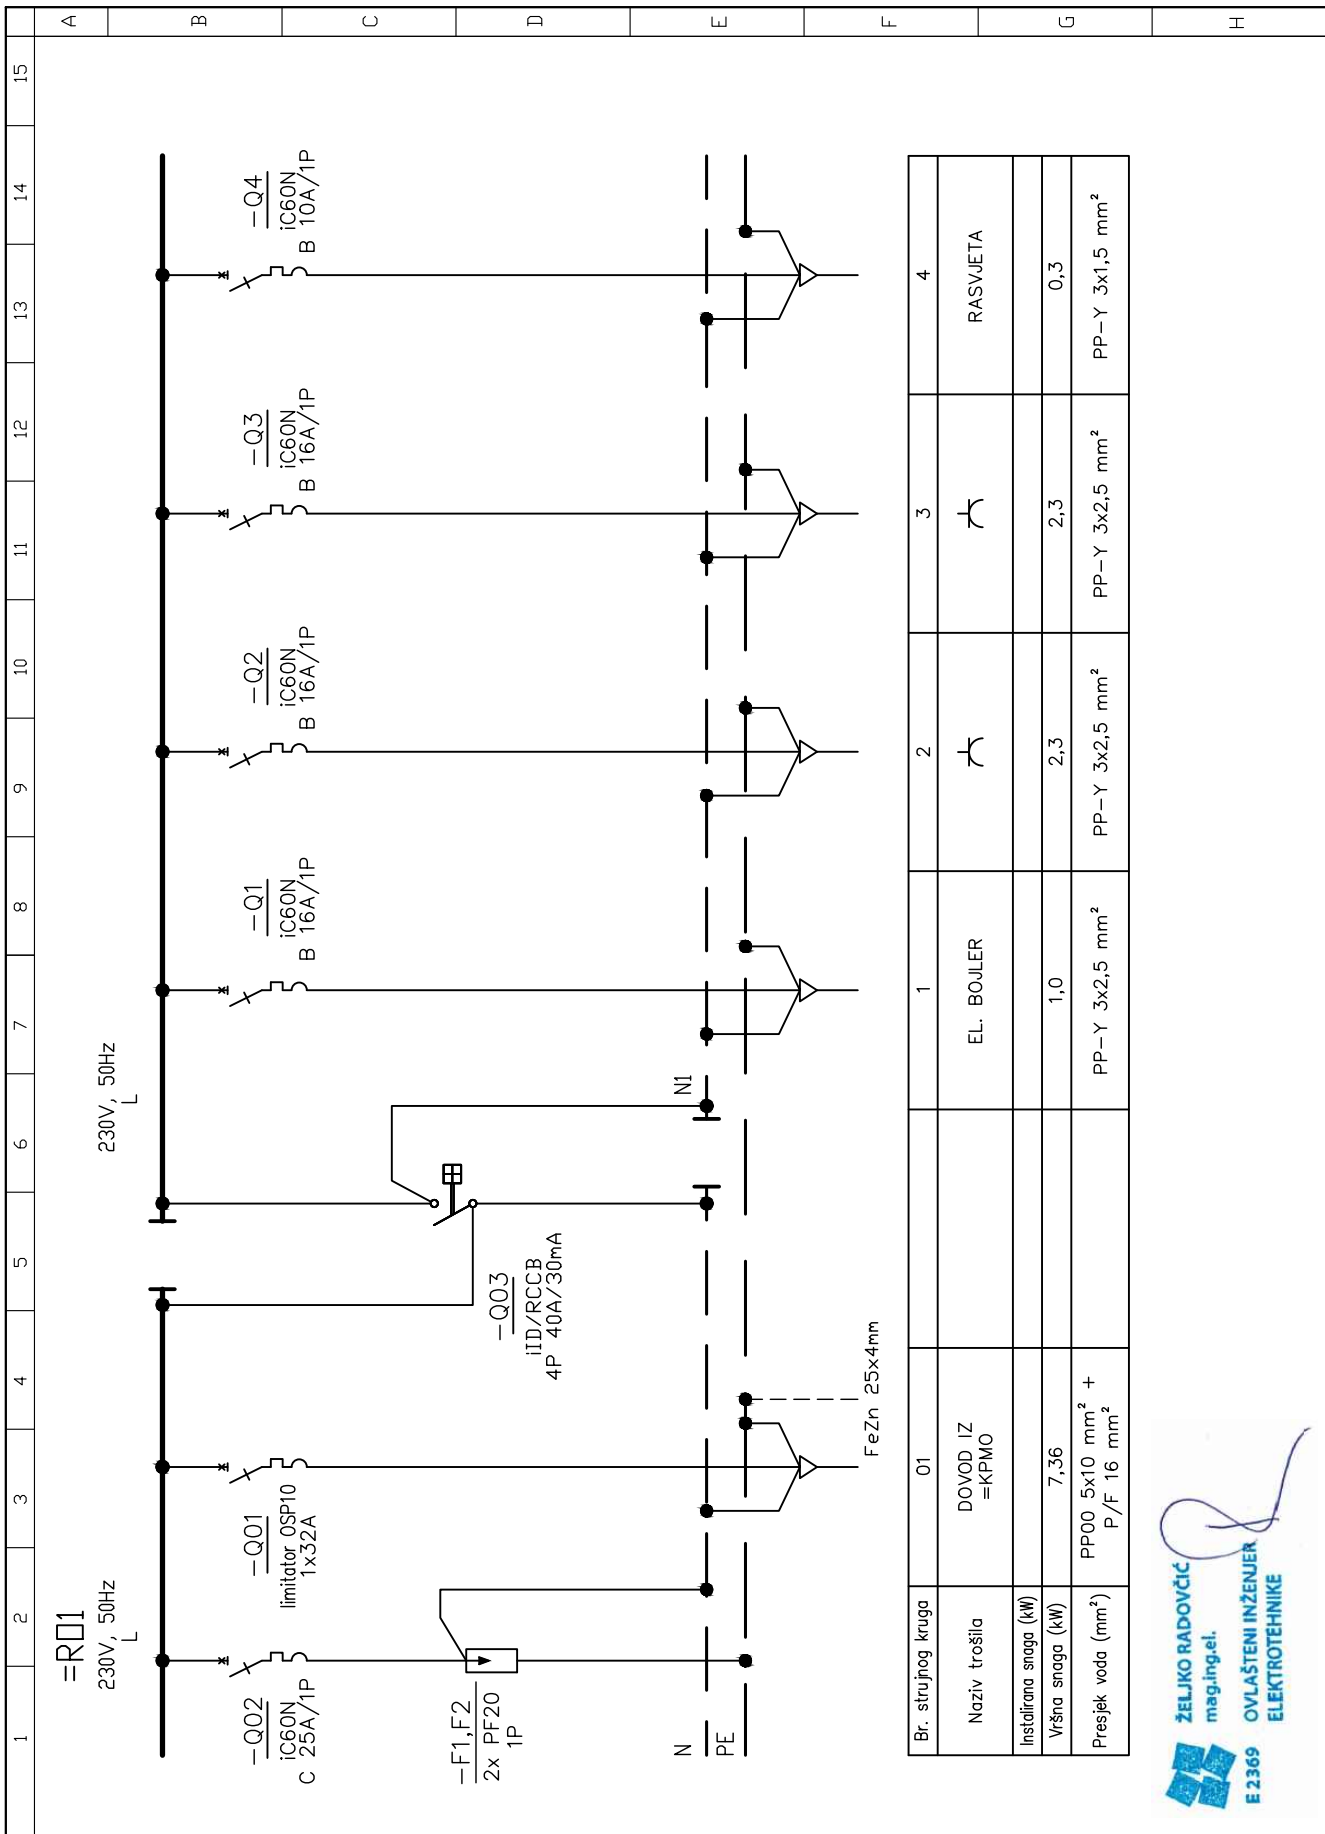 1 2 3 4 5 6 7 8 9 10 11 12 13 14 15
A
B
C
D
E
F
G
H
=RD1
230V, 50Hz
L
230V, 50Hz
L
-Q02
iC60N
C 25A/1P
-Q01
limitator OSP10
1x32A
-Q1
iC60N
B 16A/1P
-Q2
iC60N
B 16A/1P
-Q3
iC60N
B 16A/1P
-Q4
iC60N
B 10A/1P
-F1,F2
2x PF20
1P
-Q03
iID/RCCB
4P 40A/30mA
N
N1
PE
FeZn 25x4mm
Br. strujnog kruga 01 1 2 3 4
Naziv trošila DOVOD IZ EL. BOJLER RASVJETA
=KPMO
Instalirana snaga (kW)
Vršna snaga (kW) 7,36 1,0 2,3 2,3 0,3
Presjek voda (mm²) PP00 5x10 mm² + PP-Y 3x2,5 mm² PP-Y 3x2,5 mm² PP-Y 3x2,5 mm² PP-Y 3x1,5 mm²
P/F 16 mm²
ŽELJKO RADOVČIĆ
mag.ing.el.
E 2369 OVLAŠTENI INŽENJER
ELEKTROTEHNIKE